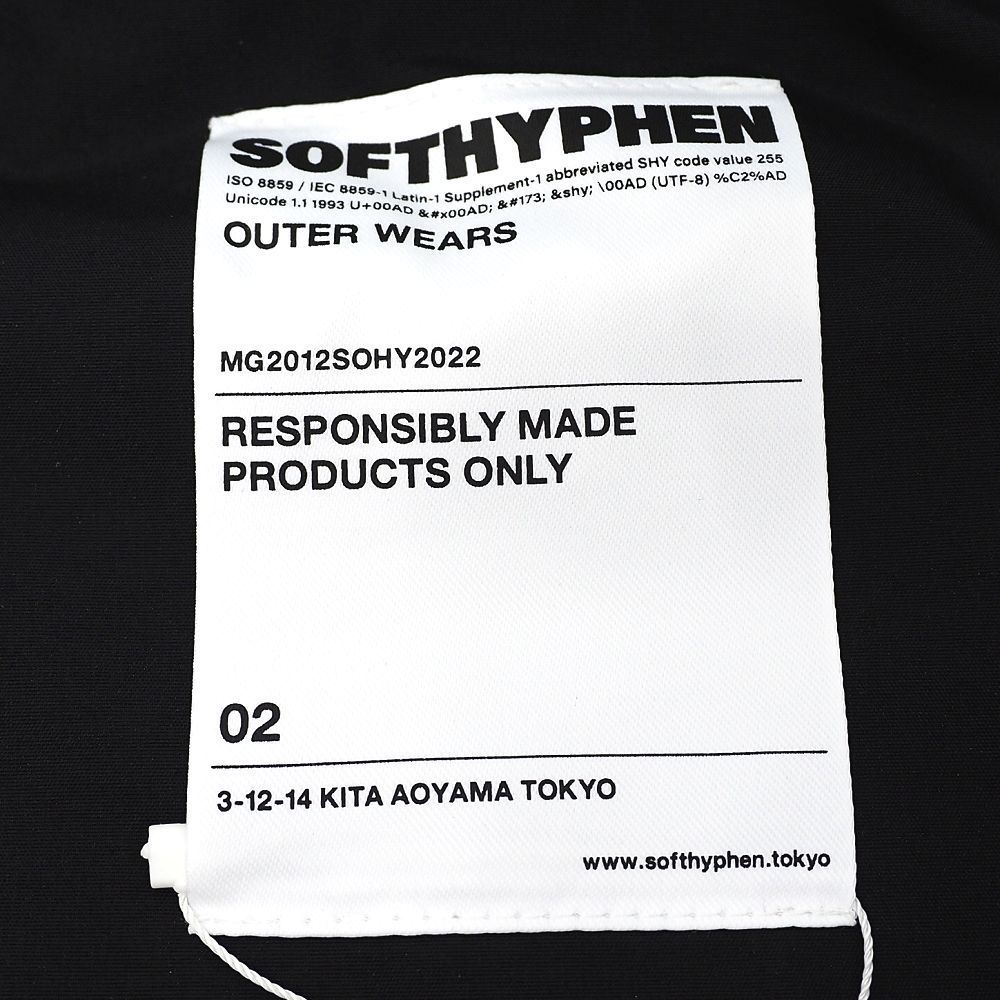 SOFTHYPHEN
ISO 8859 / IEC 8859-1 Latin-1 Supplement-1 abbreviated SHY code value 255
Unicode 1.1 1993 U+00AD &#x00AD; &#173; &shy; \00AD (UTF-8) %C2%AD
OUTER WEARS
MG2012SOHY2022
RESPONSIBLY MADE
PRODUCTS ONLY
02
3-12-14 KITA AOYAMA TOKYO
www.softhyphen.tokyo